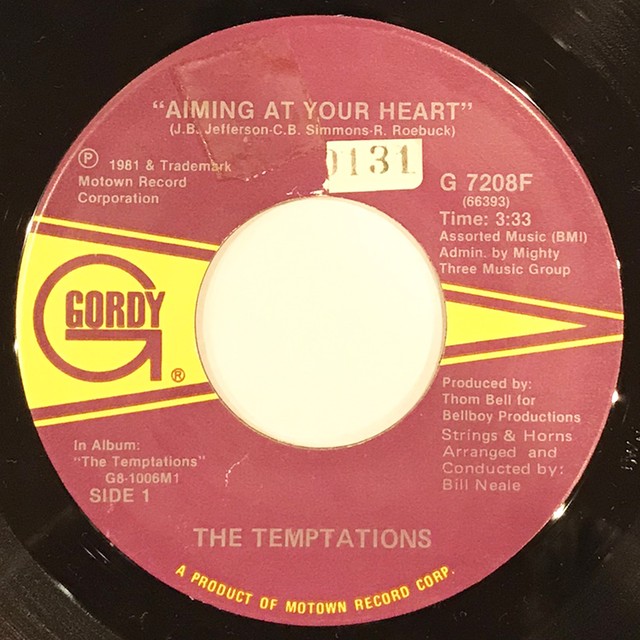 "AIMING AT YOUR HEART"
(J.B. Jefferson-C.B. Simmons-R. Roebuck)
131
Ⓟ 1981 & Trademark
Motown Record
Corporation
G 7208F
(66393)
Time: 3:33
Assorted Music (BMI)
Admin. by Mighty
Three Music Group
GORDY
®
Produced by:
Thom Bell for
Bellboy Productions
Strings & Horns
Arranged and
Conducted by:
Bill Neale
In Album:
"The Temptations"
G8-1006M1
SIDE 1
THE TEMPTATIONS
A PRODUCT OF MOTOWN RECORD CORP.